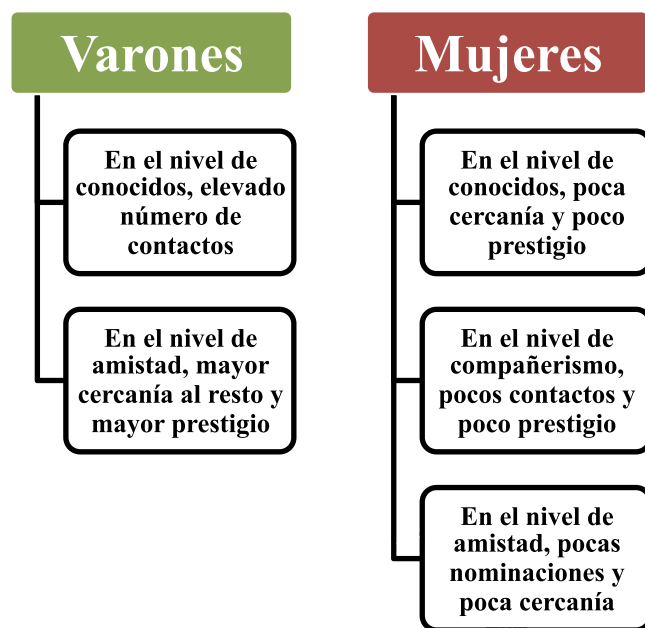 Varones
En el nivel de
conocidos, elevado
número de
contactos
En el nivel de
amistad, mayor
cercanía al resto y
mayor prestigio
Mujeres
En el nivel de
conocidos, poca
cercanía y poco
prestigio
En el nivel de
compañerismo,
pocos contactos y
poco prestigio
En el nivel de
amistad, pocas
nominaciones y
poca cercanía